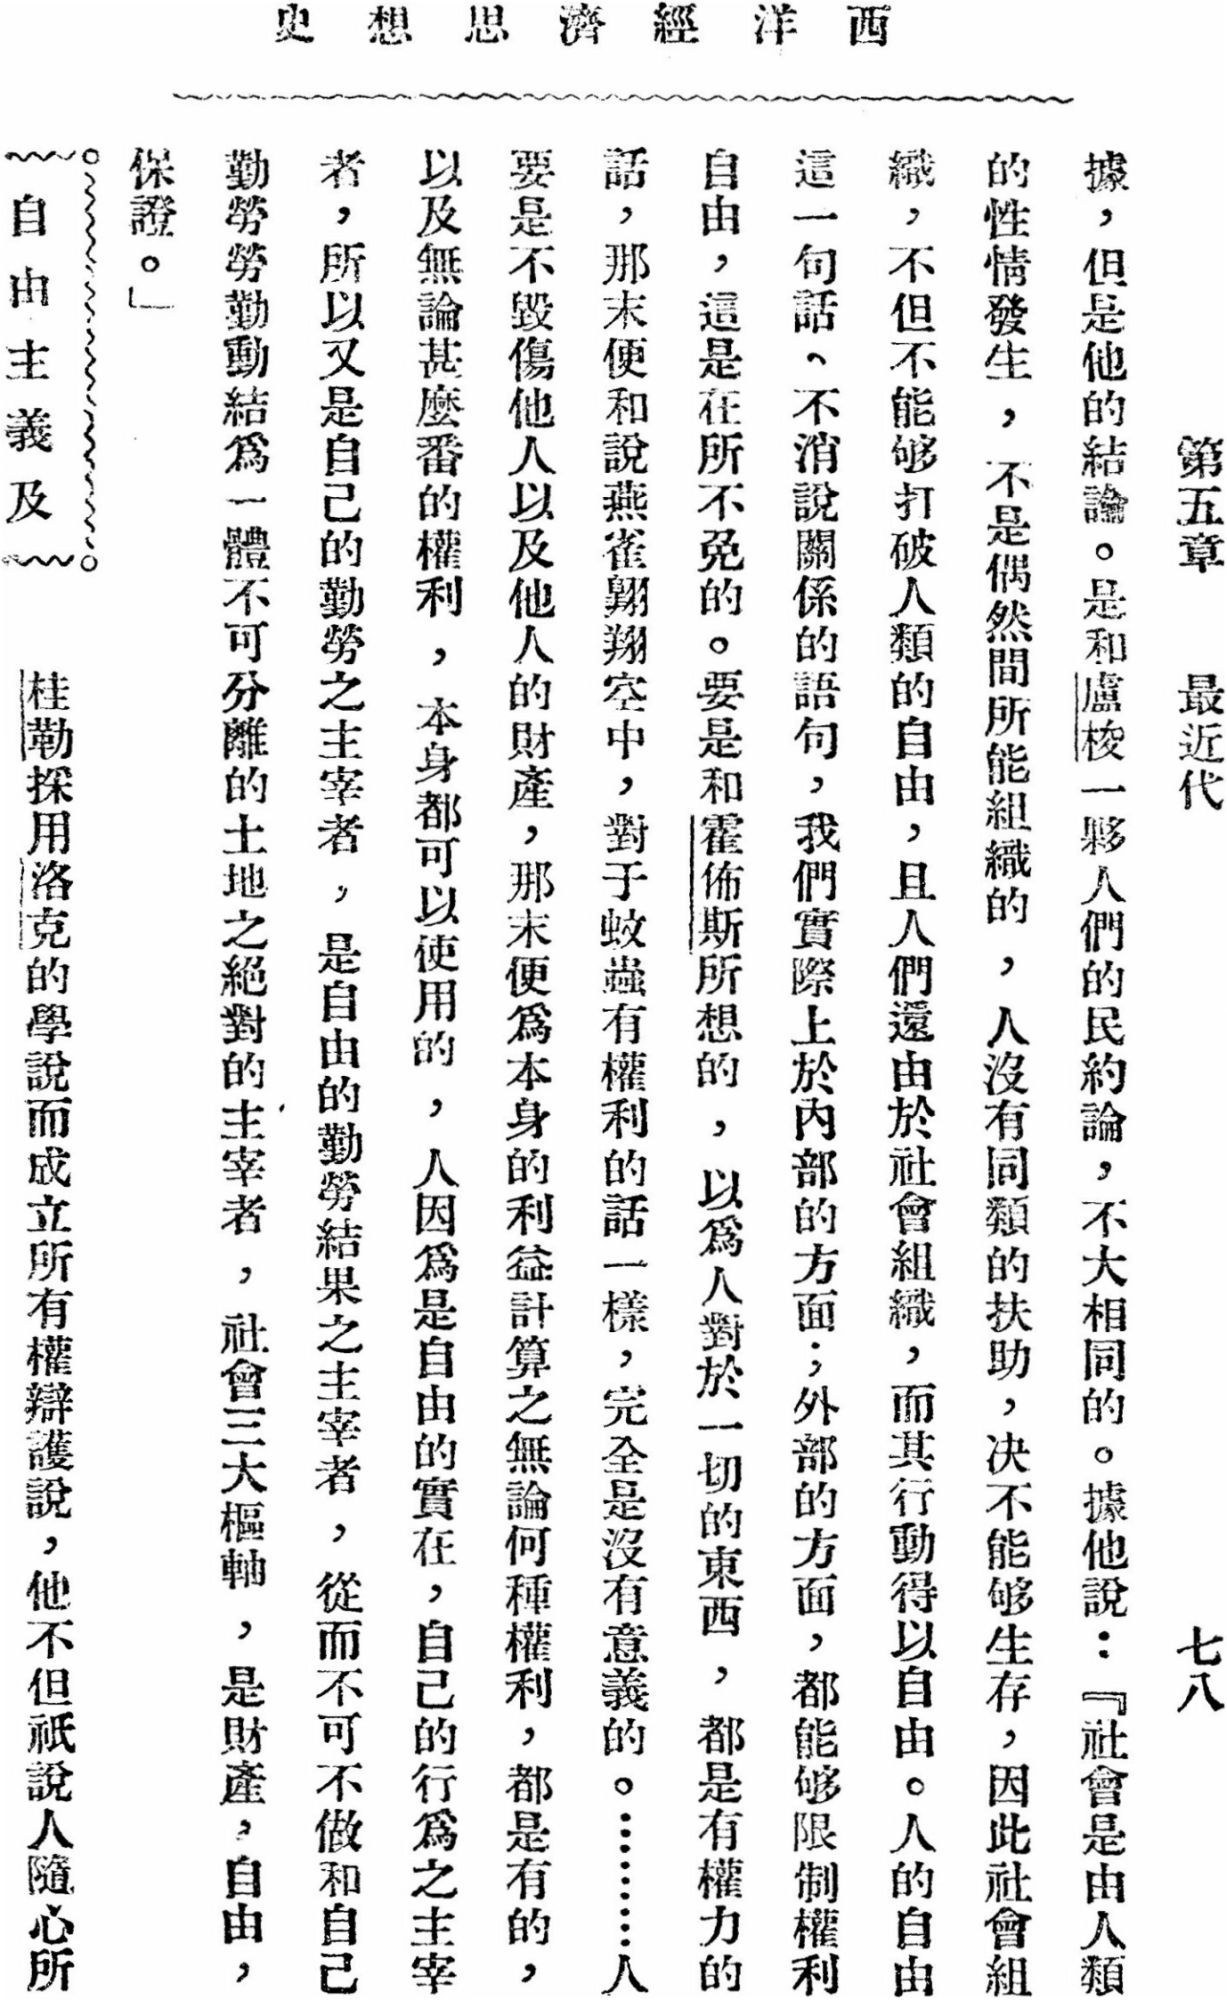 西洋經濟思想史
第五章　最近代　七八
據，但是他的結論。是和盧梭一夥人們的民約論，不大相同的。據他說：『社會是由人類
的性情發生，不是偶然間所能組織的，人沒有同類的扶助，决不能够生存，因此社會組
織，不但不能够打破人類的自由，且人們還由於社會組織，而其行動得以自由。人的自由
這一句話、不消說關係的語句，我們實際上於內部的方面；外部的方面，都能够限制權利
自由，這是在所不免的。要是和霍佈斯所想的，以爲人對於一切的東西，都是有權力的
話，那末便和說燕雀翱翔空中，對于蚊蟲有權利的話一樣，完全是沒有意義的。………人
要是不毀傷他人以及他人的財產，那末便爲本身的利益計算之無論何種權利，都是有的，
以及無論甚麼番的權利，本身都可以使用的，人因爲是自由的實在，自己的行爲之主宰
者，所以又是自己的勤勞之主宰者，是自由的勤勞結果之主宰者，從而不可不做和自己
勤勞勞勤動結爲一體不可分離的土地之絕對的主宰者，社會三大樞軸，是財產，自由，
保證。」
自由主義及
桂勒採用洛克的學說而成立所有權辯護說，他不但祇說人隨心所